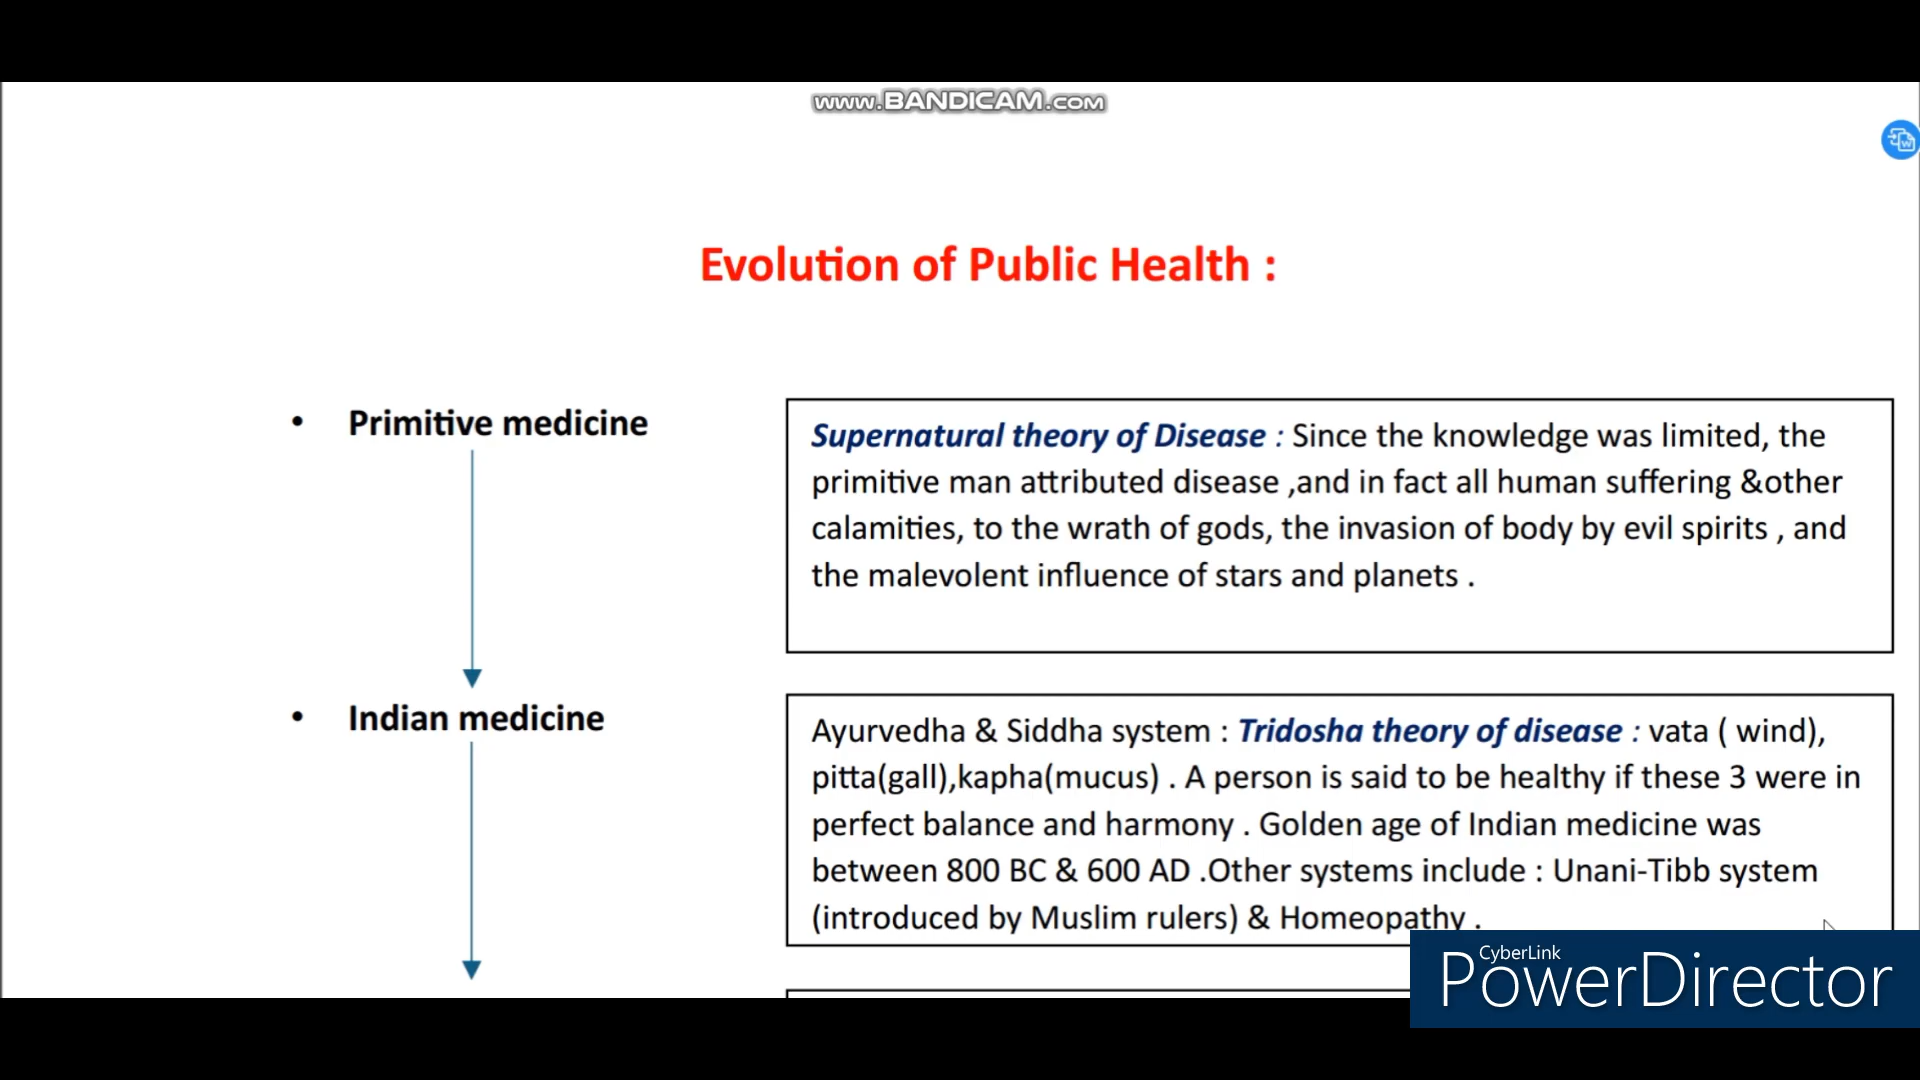 www.BANDICAM.com
Evolution of Public Health :
• Primitive medicine
Supernatural theory of Disease : Since the knowledge was limited, the
primitive man attributed disease ,and in fact all human suffering &other
calamities, to the wrath of gods, the invasion of body by evil spirits , and
the malevolent influence of stars and planets .
• Indian medicine
Ayurvedha & Siddha system : Tridosha theory of disease : vata ( wind),
pitta(gall),kapha(mucus) . A person is said to be healthy if these 3 were in
perfect balance and harmony . Golden age of Indian medicine was
between 800 BC & 600 AD .Other systems include : Unani-Tibb system
(introduced by Muslim rulers) & Homeopathy .
CyberLink
PowerDirector